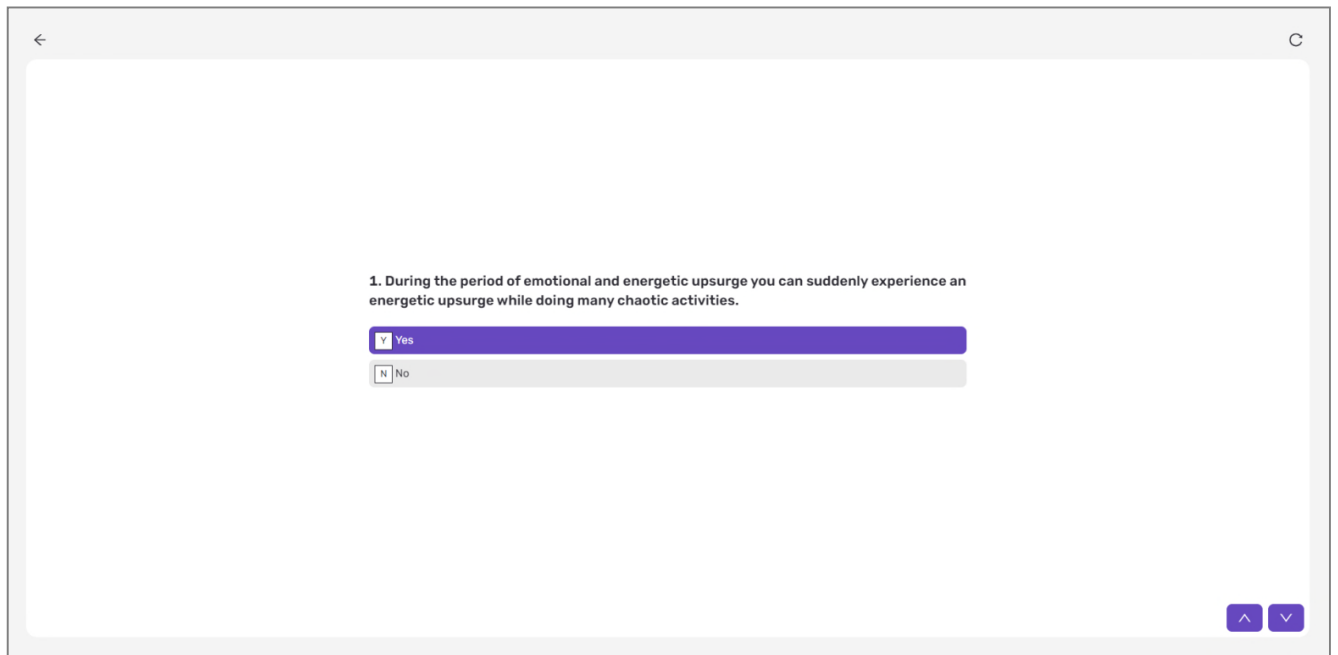 1. During the period of emotional and energetic upsurge you can suddenly experience an
energetic upsurge while doing many chaotic activities.
Y Yes
N No